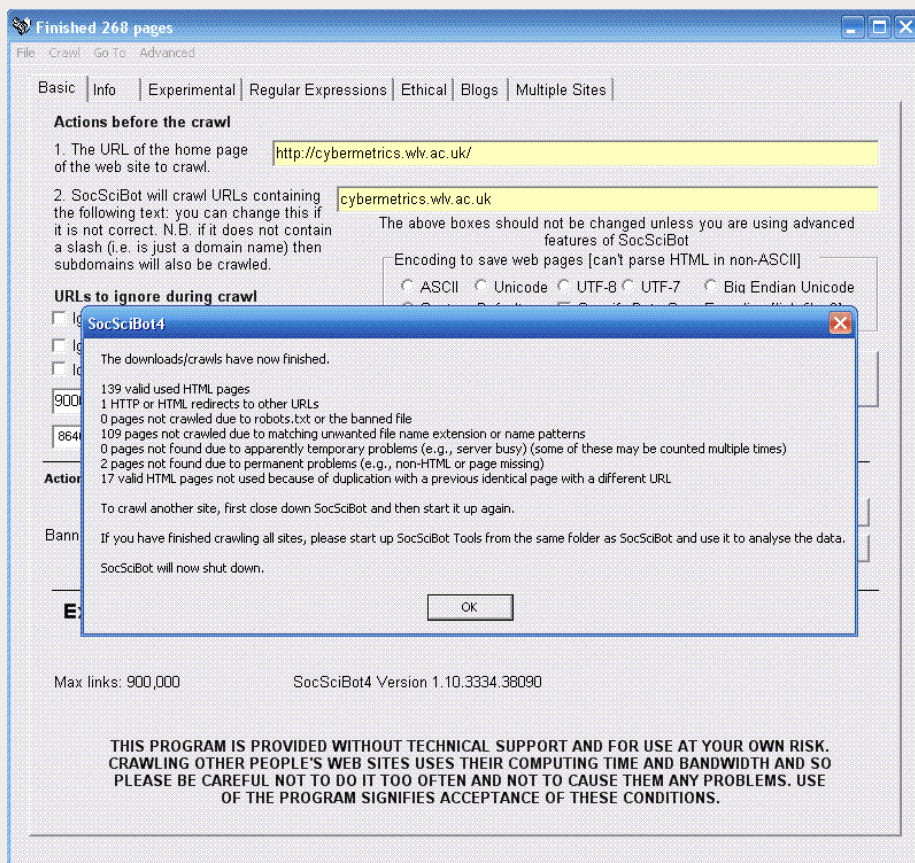 Finished 268 pages
File Crawl Go To Advanced
Basic Info Experimental Regular Expressions Ethical Blogs Multiple Sites
Actions before the crawl
1. The URL of the home page
of the web site to crawl.
http://cybermetrics.wlv.ac.uk/
2. SocSciBot will crawl URLs containing
the following text: you can change this if
it is not correct. N.B. if it does not contain
a slash (i.e. is just a domain name) then
subdomains will also be crawled.
cybermetrics.wlv.ac.uk
The above boxes should not be changed unless you are using advanced
features of SocSciBot
Encoding to save web pages [can't parse HTML in non-ASCII]
ASCII Unicode UTF-8 UTF-7 Big Endian Unicode
URLs to ignore during crawl
SocSciBot4
The downloads/crawls have now finished.
139 valid used HTML pages
1 HTTP or HTML redirects to other URLs
0 pages not crawled due to robots.txt or the banned file
109 pages not crawled due to matching unwanted file name extension or name patterns
0 pages not found due to apparently temporary problems (e.g., server busy) (some of these may be counted multiple times)
2 pages not found due to permanent problems (e.g., non-HTML or page missing)
17 valid HTML pages not used because of duplication with a previous identical page with a different URL
To crawl another site, first close down SocSciBot and then start it up again.
If you have finished crawling all sites, please start up SocSciBot Tools from the same folder as SocSciBot and use it to analyse the data.
SocSciBot will now shut down.
OK
Action
Bann
Max links: 900,000
SocSciBot4 Version 1.10.3334.38090
THIS PROGRAM IS PROVIDED WITHOUT TECHNICAL SUPPORT AND FOR USE AT YOUR OWN RISK.
CRAWLING OTHER PEOPLE'S WEB SITES USES THEIR COMPUTING TIME AND BANDWIDTH AND SO
PLEASE BE CAREFUL NOT TO DO IT TOO OFTEN AND NOT TO CAUSE THEM ANY PROBLEMS. USE
OF THE PROGRAM SIGNIFIES ACCEPTANCE OF THESE CONDITIONS.